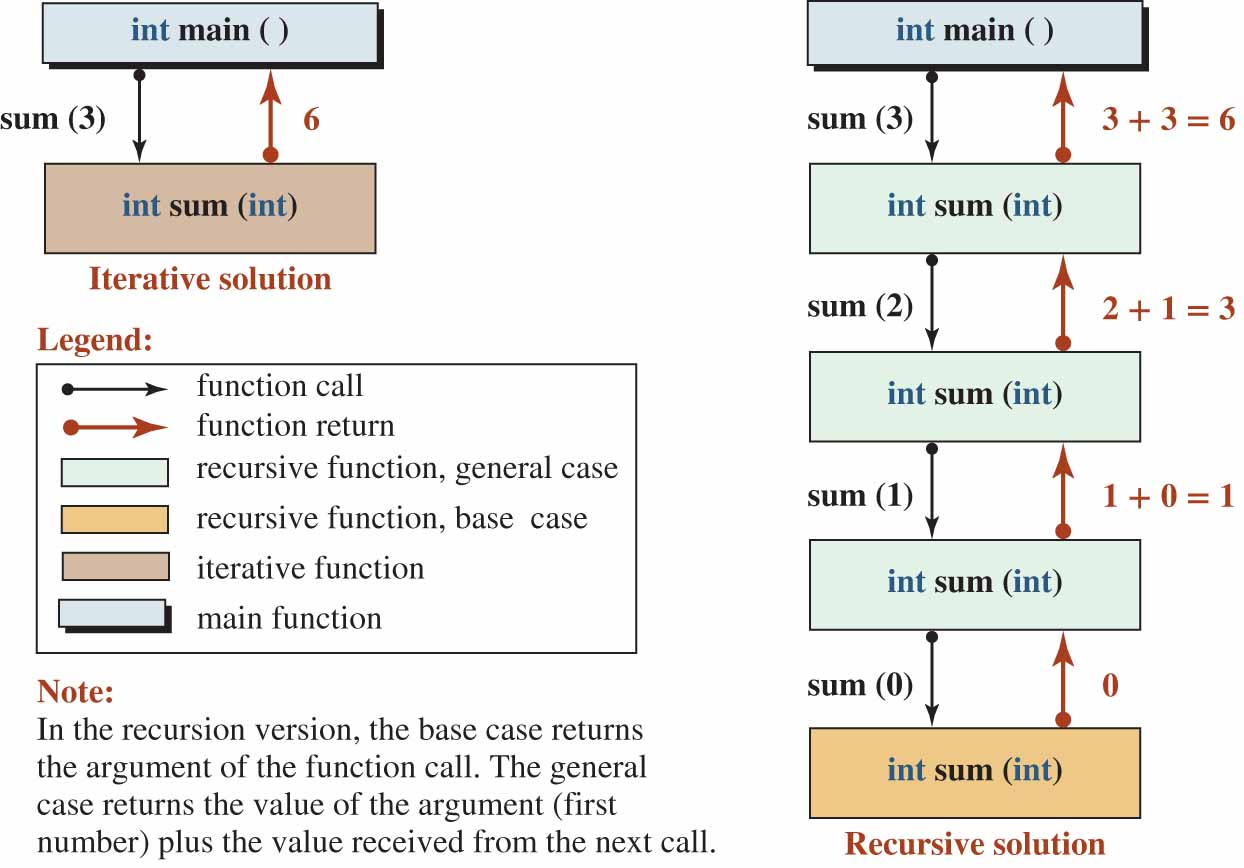 int main ( )
sum (3)
6
int sum (int)
Iterative solution
Legend:
function call
function return
recursive function, general case
recursive function, base case
iterative function
main function
Note:
In the recursion version, the base case returns
the argument of the function call. The general
case returns the value of the argument (first
number) plus the value received from the next call.
int main ( )
sum (3)
3 + 3 = 6
int sum (int)
sum (2)
2 + 1 = 3
int sum (int)
sum (1)
1 + 0 = 1
int sum (int)
sum (0)
0
int sum (int)
Recursive solution